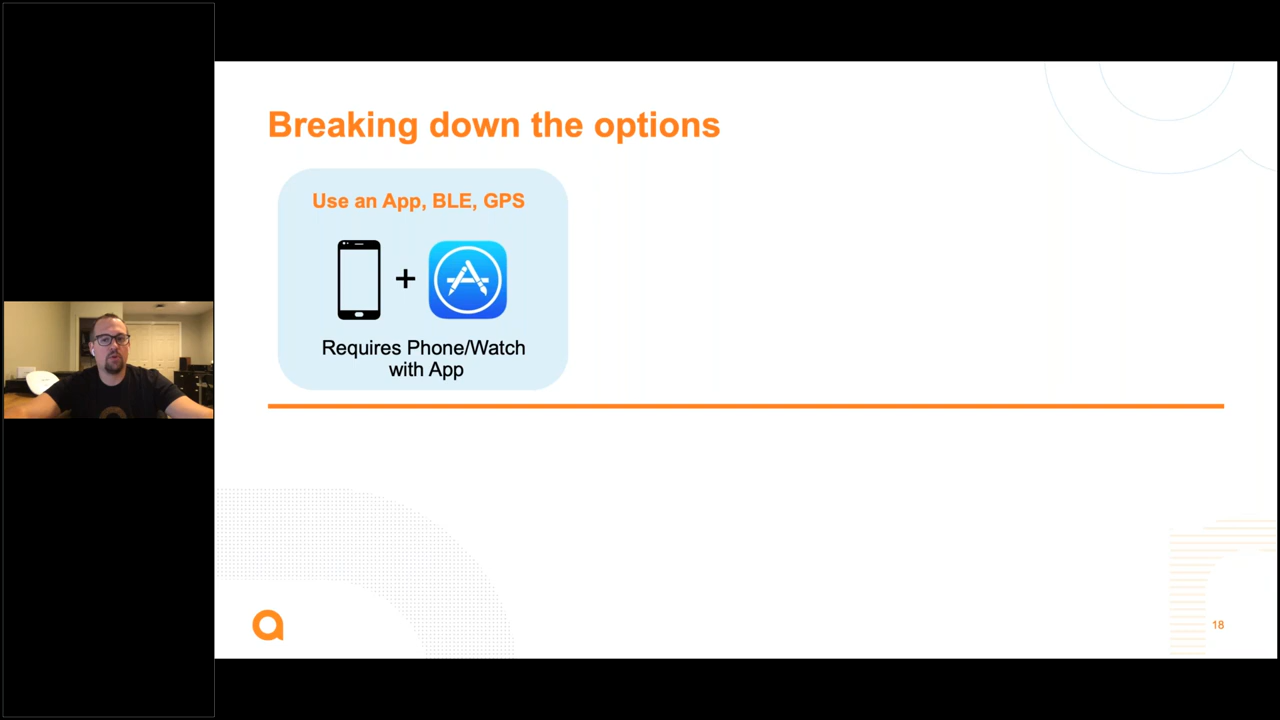 Breaking down the options
Use an App, BLE, GPS
+
Requires Phone/Watch
with App
18